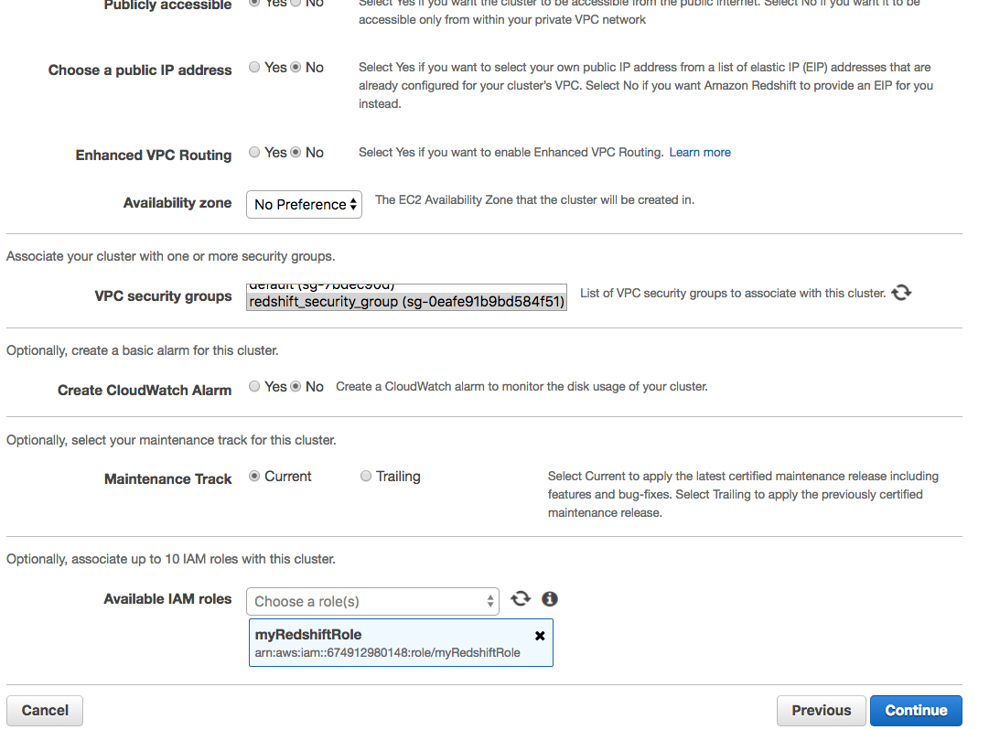 Publicly accessible Yes No Select Yes if you want the cluster to be accessible from the public internet. Select No if you want it to be
accessible only from within your private VPC network
Choose a public IP address Yes No Select Yes if you want to select your own public IP address from a list of elastic IP (EIP) addresses that are
already configured for your cluster's VPC. Select No if you want Amazon Redshift to provide an EIP for you
instead.
Enhanced VPC Routing Yes No Select Yes if you want to enable Enhanced VPC Routing. Learn more
Availability zone No Preference The EC2 Availability Zone that the cluster will be created in.
Associate your cluster with one or more security groups.
default
VPC security groups redshift_security_group (sg-0eafe91b9bd584f51) List of VPC security groups to associate with this cluster.
Optionally, create a basic alarm for this cluster.
Create CloudWatch Alarm Yes No Create a CloudWatch alarm to monitor the disk usage of your cluster.
Optionally, select your maintenance track for this cluster.
Maintenance Track Current Trailing Select Current to apply the latest certified maintenance release including
features and bug-fixes. Select Trailing to apply the previously certified
maintenance release.
Optionally, associate up to 10 IAM roles with this cluster.
Available IAM roles Choose a role(s)
myRedshiftRole
arn:aws:iam::674912980148:role/myRedshiftRole
Cancel Previous Continue